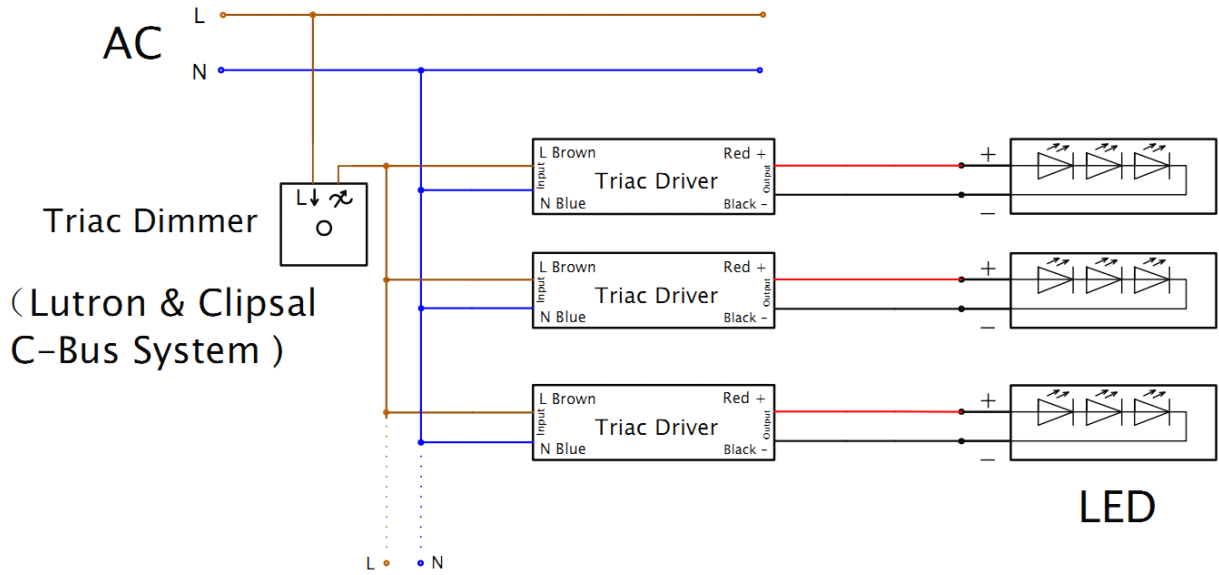 L
AC
N
L Brown
Red +
Input
Triac Driver
Output
N Blue
Black -
+
−
L
Triac Dimmer
(Lutron & Clipsal
C-Bus System )
L Brown
Red +
Input
Triac Driver
Output
N Blue
Black -
+
−
L Brown
Red +
Input
Triac Driver
Output
N Blue
Black -
+
−
LED
L
N